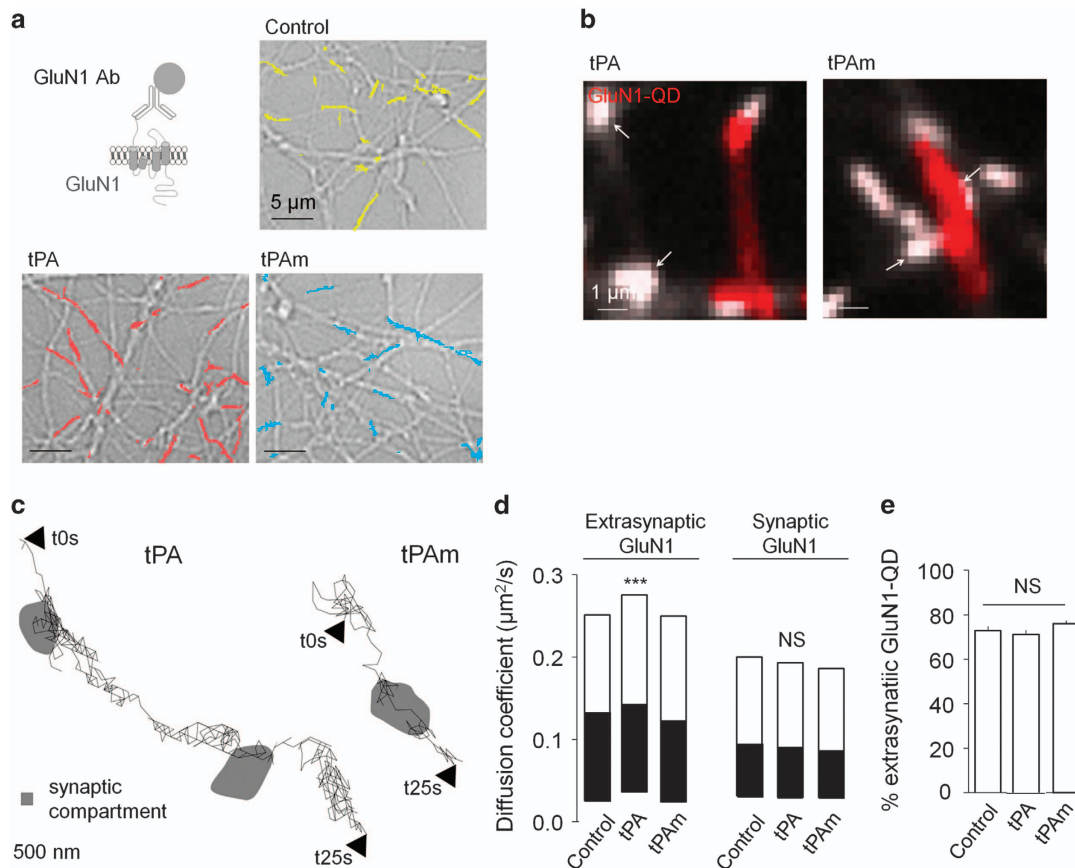 a
GluN1 Ab
GluN1
Control
5 µm
tPA
tPAm
b
tPA
GluN1-QD
1 µm
tPAm
c
t0s
tPA
synaptic
compartment
500 nm
t25s
tPAm
t0s
t25s
d
Extrasynaptic
GluN1
Synaptic
GluN1
Diffusion coefficient (µm²/s)
0.3
0.2
0.1
0.0
***
NS
Control
tPA
tPAm
Control
tPA
tPAm
e
% extrasynatiic GluN1-QD
100
80
60
40
20
0
NS
Control
tPA
tPAm